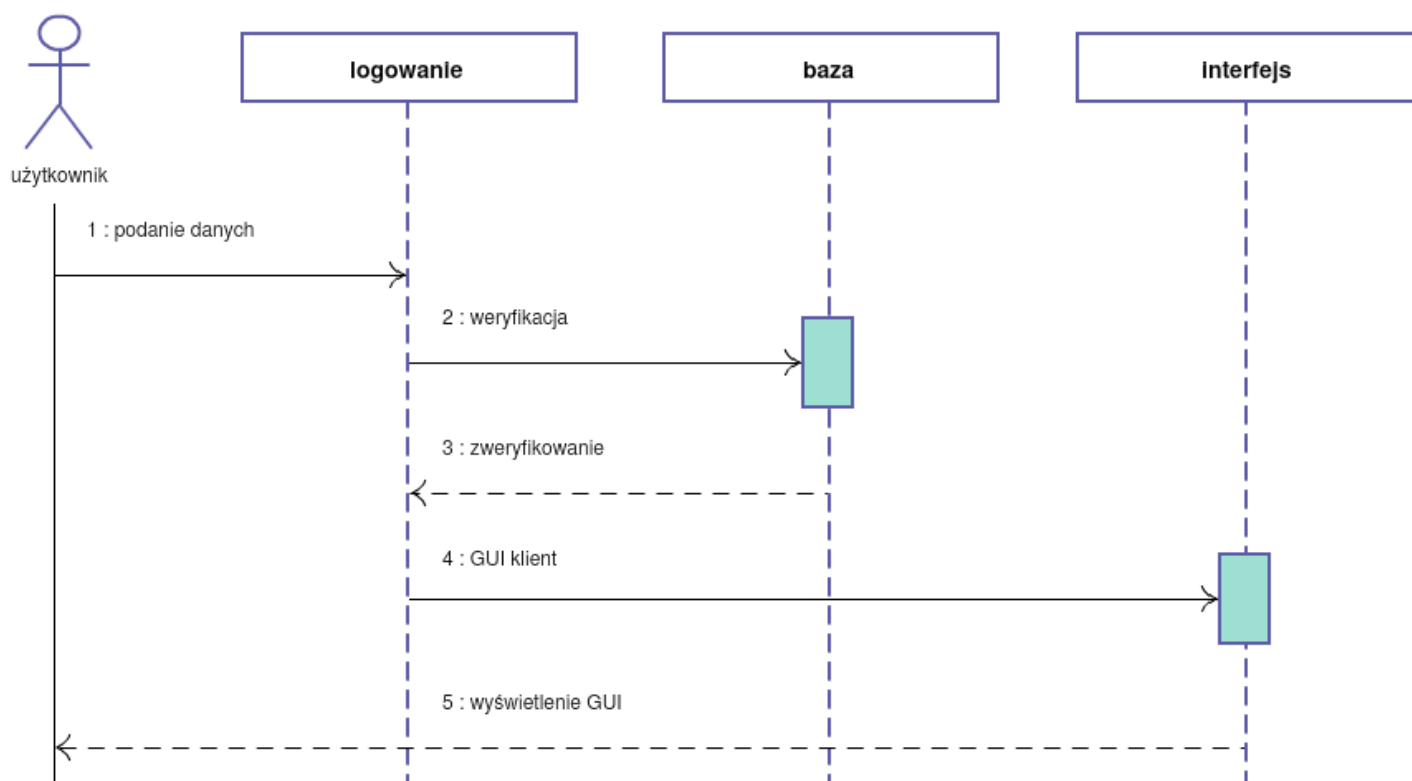 logowanie
baza
interfejs
użytkownik
1 : podanie danych
2 : weryfikacja
3 : zweryfikowanie
4 : GUI klient
5 : wyświetlenie GUI